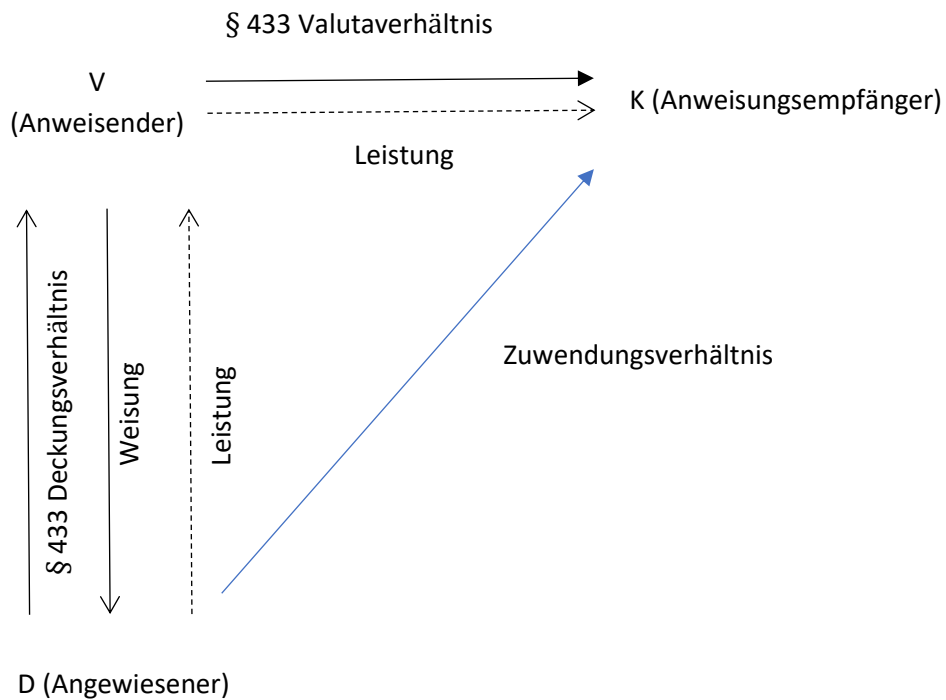 § 433 Valutaverhältnis
V
(Anweisender)
K (Anweisungsempfänger)
Leistung
§ 433 Deckungsverhältnis
Weisung
Leistung
Zuwendungsverhältnis
D (Angewiesener)